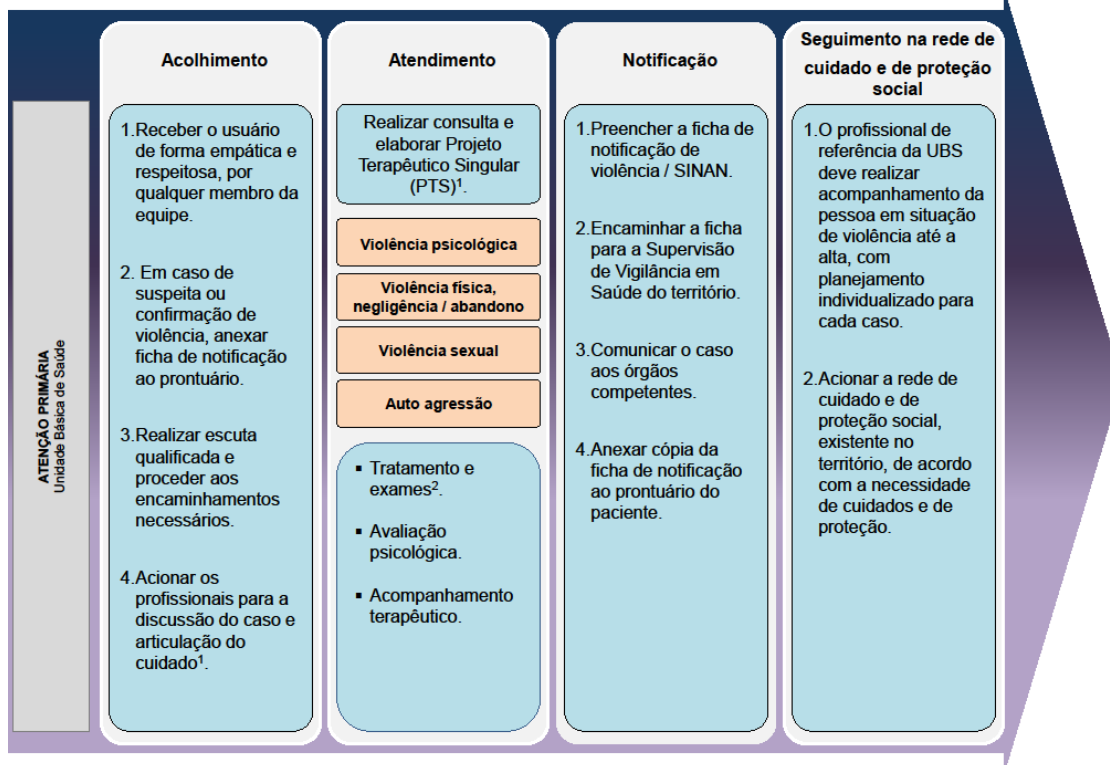 ATENÇÃO PRIMÁRIA
Unidade Básica de Saúde
Acolhimento
1.Receber o usuário
de forma empática e
respeitosa, por
qualquer membro da
equipe.
2. Em caso de
suspeita ou
confirmação de
violência, anexar
ficha de notificação
ao prontuário.
3.Realizar escuta
qualificada e
proceder aos
encaminhamentos
necessários.
4.Acionar os
profissionais para a
discussão do caso e
articulação do
cuidado¹.
Atendimento
Realizar consulta e
elaborar Projeto
Terapêutico Singular
(PTS)¹.
Violência psicológica
Violência física,
negligência / abandono
Violência sexual
Auto agressão
▪ Tratamento e
exames².
▪ Avaliação
psicológica.
▪ Acompanhamento
terapêutico.
Notificação
1.Preencher a ficha de
notificação de
violência / SINAN.
2.Encaminhar a ficha
para a Supervisão
de Vigilância em
Saúde do território.
3.Comunicar o caso
aos órgãos
competentes.
4.Anexar cópia da
ficha de notificação
ao prontuário do
paciente.
Seguimento na rede de
cuidado e de proteção
social
1.O profissional de
referência da UBS
deve realizar
acompanhamento da
pessoa em situação
de violência até a
alta, com
planejamento
individualizado para
cada caso.
2.Acionar a rede de
cuidado e de
proteção social,
existente no
território, de acordo
com a necessidade
de cuidados e de
proteção.